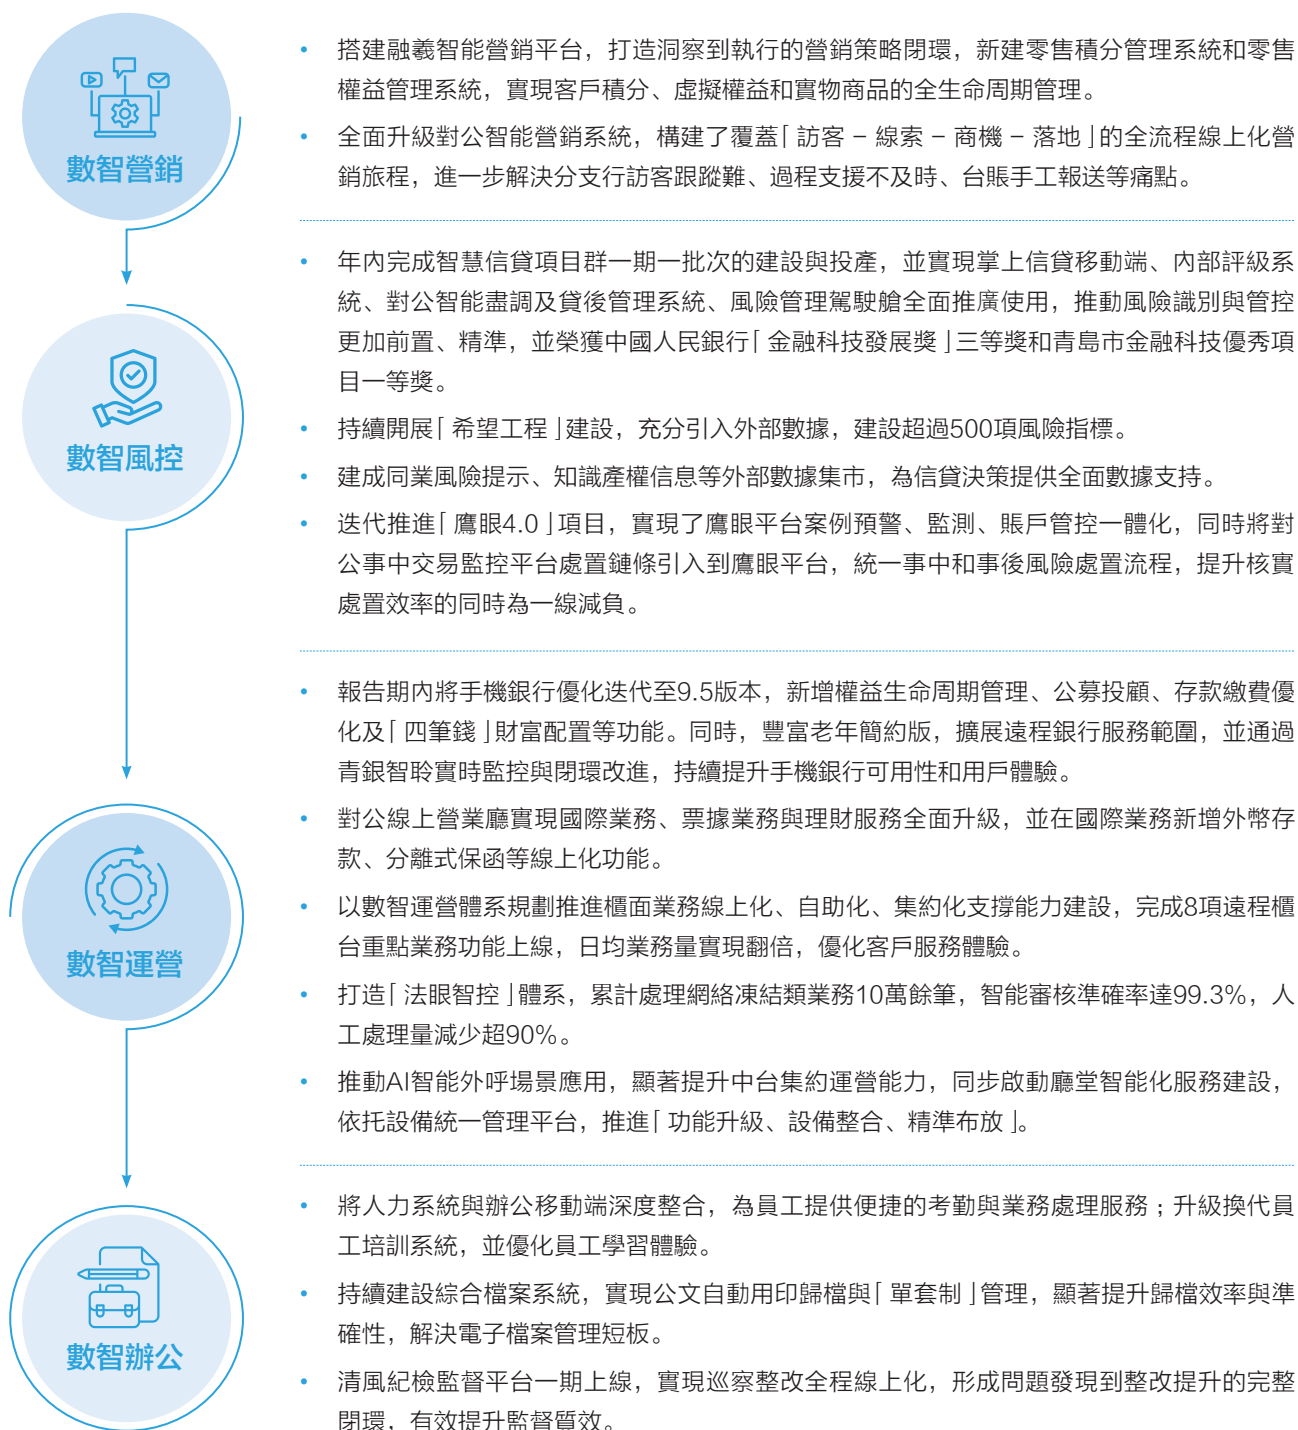 數智營銷
• 搭建融羲智能營銷平台，打造洞察到執行的營銷策略閉環，新建零售積分管理系統和零售
權益管理系統，實現客戶積分、虛擬權益和實物商品的全生命周期管理。
• 全面升級對公智能營銷系統，構建了覆蓋「訪客 – 線索 – 商機 – 落地」的全流程線上化營
銷旅程，進一步解決分支行訪客跟蹤難、過程支援不及時、台賬手工報送等痛點。
數智風控
• 年內完成智慧信貸項目群一期一批次的建設與投產，並實現掌上信貸移動端、內部評級系
統、對公智能盡調及貸後管理系統、風險管理駕駛艙全面推廣使用，推動風險識別與管控
更加前置、精準，並榮獲中國人民銀行「金融科技發展獎」三等獎和青島市金融科技優秀項
目一等獎。
• 持續開展「希望工程」建設，充分引入外部數據，建設超過500項風險指標。
• 建成同業風險提示、知識產權信息等外部數據集市，為信貸決策提供全面數據支持。
• 迭代推進「鷹眼4.0」項目，實現了鷹眼平台案例預警、監測、賬戶管控一體化，同時將對
公事中交易監控平台處置鏈條引入到鷹眼平台，統一事中和事後風險處置流程，提升核實
處置效率的同時為一線減負。
數智運營
• 報告期內將手機銀行優化迭代至9.5版本，新增權益生命周期管理、公募投顧、存款繳費優
化及「四筆錢」財富配置等功能。同時，豐富老年簡約版，擴展遠程銀行服務範圍，並通過
青銀智聆實時監控與閉環改進，持續提升手機銀行可用性和用戶體驗。
• 對公線上營業廳實現國際業務、票據業務與理財服務全面升級，並在國際業務新增外幣存
款、分離式保函等線上化功能。
• 以數智運營體系規劃推進櫃面業務線上化、自助化、集約化支撐能力建設，完成8項遠程櫃
台重點業務功能上線，日均業務量實現翻倍，優化客戶服務體驗。
• 打造「法眼智控」體系，累計處理網絡凍結類業務10萬餘筆，智能審核準確率達99.3%，人
工處理量減少超90%。
• 推動AI智能外呼場景應用，顯著提升中台集約運營能力，同步啟動廳堂智能化服務建設，
依托設備統一管理平台，推進「功能升級、設備整合、精準布放」。
數智辦公
• 將人力系統與辦公移動端深度整合，為員工提供便捷的考勤與業務處理服務；升級換代員
工培訓系統，並優化員工學習體驗。
• 持續建設綜合檔案系統，實現公文自動用印歸檔與「單套制」管理，顯著提升歸檔效率與準
確性，解決電子檔案管理短板。
• 清風紀檢監督平台一期上線，實現巡察整改全程線上化，形成問題發現到整改提升的完整
閉環，有效提升監督質效。